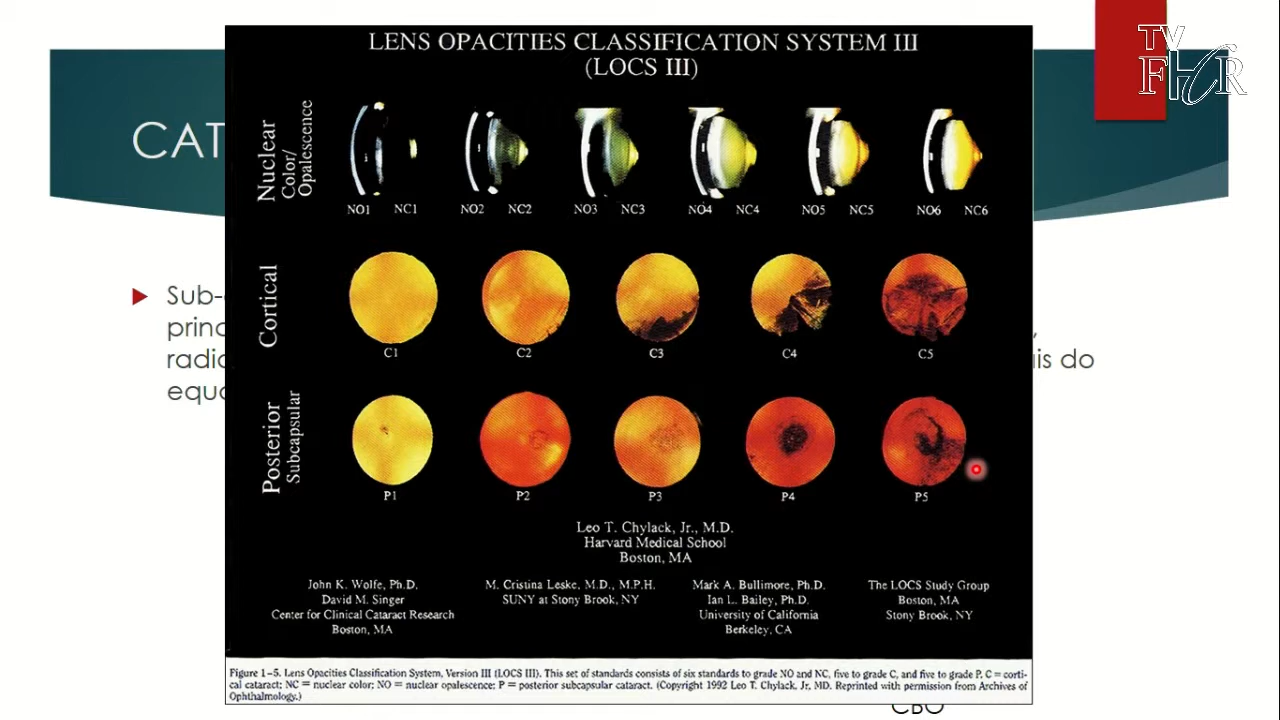 LENS OPACITIES CLASSIFICATION SYSTEM III
(LOCS III)
TV
FHCR
CAT
Nuclear
Color/
Opalescence
NO1 NC1 NO2 NC2 NO3 NC3 NO4 NC4 NO5 NC5 NO6 NC6
Cortical
C1 C2 C3 C4 C5
Sub-
princ
radic
equa
is do
Posterior
Subcapsular
P1 P2 P3 P4 P5
Leo T. Chylack, Jr., M.D.
Harvard Medical School
Boston, MA
John K. Wolfe, Ph.D.
David M. Singer
Center for Clinical Cataract Research
Boston, MA
M. Cristina Leske, M.D., M.P.H.
SUNY at Stony Brook, NY
Mark A. Bullimore, Ph.D.
Ian L. Bailey, Ph.D.
University of California
Berkeley, CA
The LOCS Study Group
Boston, MA
Stony Brook, NY
Figure 1–5. Lens Opacities Classification System, Version III (LOCS III). This set of standards consists of six standards to grade NO and NC, five to grade C, and five to grade P. C = corti-
cal cataract; NC = nuclear color; NO = nuclear opalescence; P = posterior subcapsular cataract. (Copyright 1992 Leo T. Chylack, Jr, MD. Reprinted with permission from Archives of
Ophthalmology.)
CBO